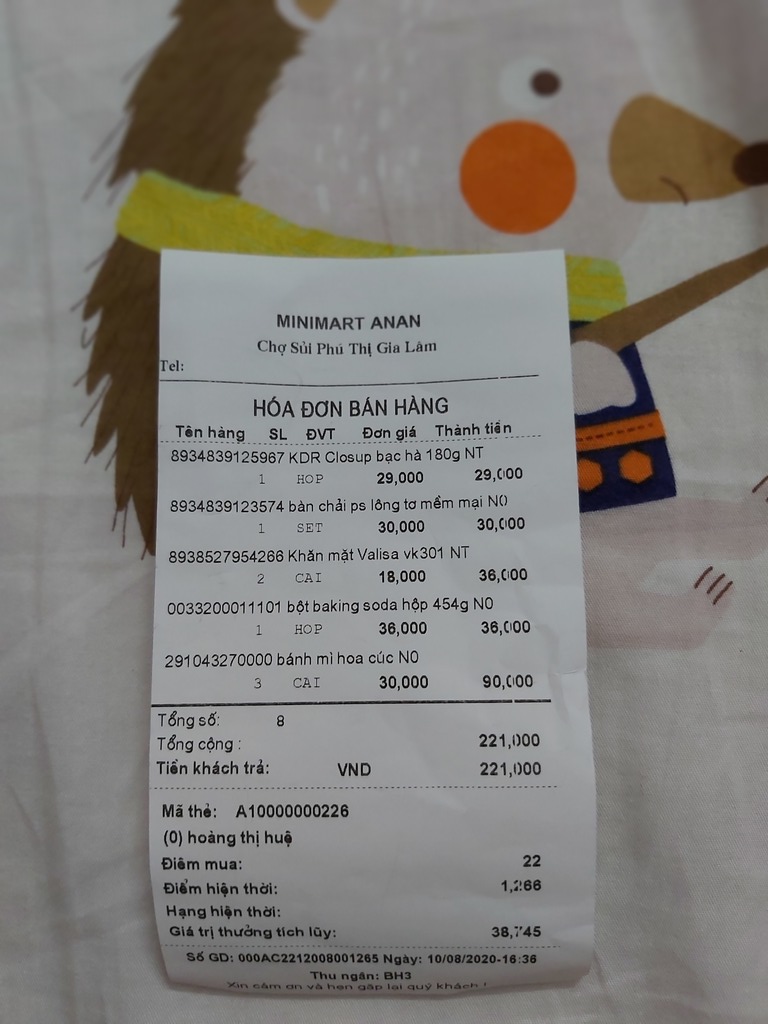 MINIMART ANAN
Chợ Sủi Phú Thị Gia Lâm
Tel:
HÓA ĐƠN BÁN HÀNG
Tên hàng SL ĐVT Đơn giá Thành tiền
8934839125967 KDR Closup bạc hà 180g NT
1 HOP 29,000 29,000
8934839123574 bàn chải ps lông tơ mềm mại N0
1 SET 30,000 30,000
8938527954266 Khăn mặt Valisa vk301 NT
2 CAI 18,000 36,000
0033200011101 bột baking soda hộp 454g N0
1 HOP 36,000 36,000
291043270000 bánh mì hoa cúc N0
3 CAI 30,000 90,000
Tổng số: 8
Tổng cộng : 221,000
Tiền khách trả: VND 221,000
Mã thẻ: A10000000226
(0) hoàng thị huệ
Điểm mua: 22
Điểm hiện thời: 1,266
Hạng hiện thời:
Giá trị thưởng tích lũy: 38,745
Số GD: 000AC2212008001265 Ngày: 10/08/2020-16:36
Thu ngân: BH3
Xin cảm ơn và hẹn gặp lại quý khách !